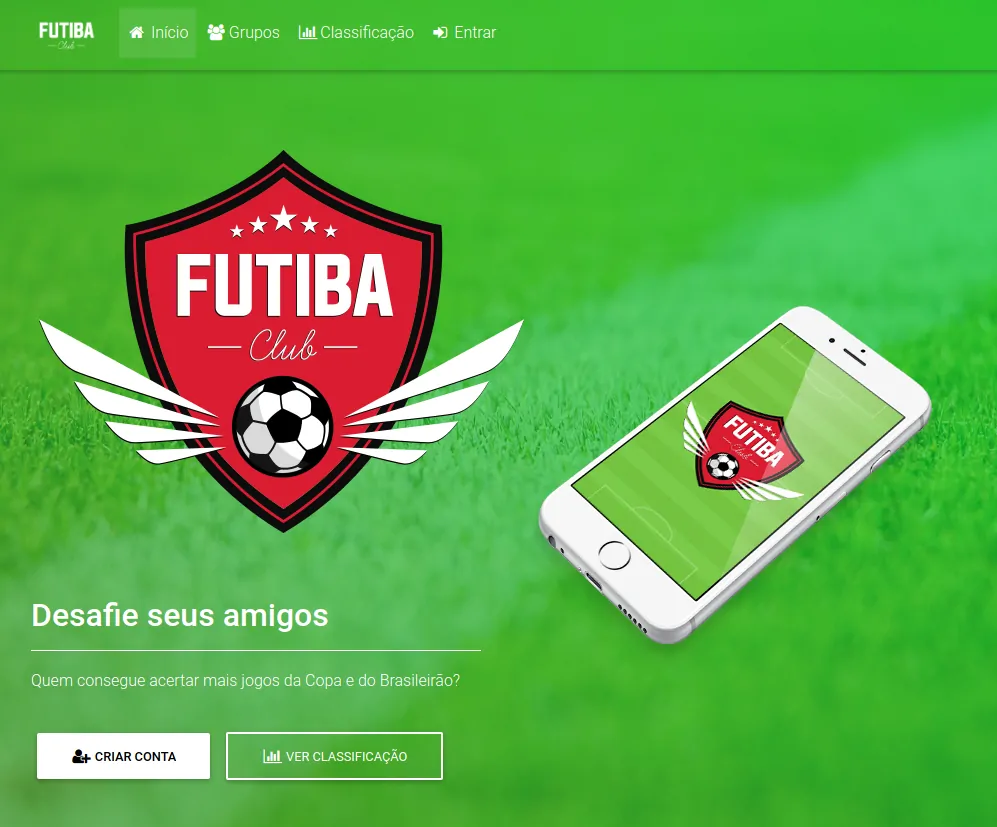 FUTIBA
Club
Início
Grupos
Classificação
Entrar
FUTIBA
Club
FUTIBA
Club
Desafie seus amigos
Quem consegue acertar mais jogos da Copa e do Brasileirão?
CRIAR CONTA
VER CLASSIFICAÇÃO